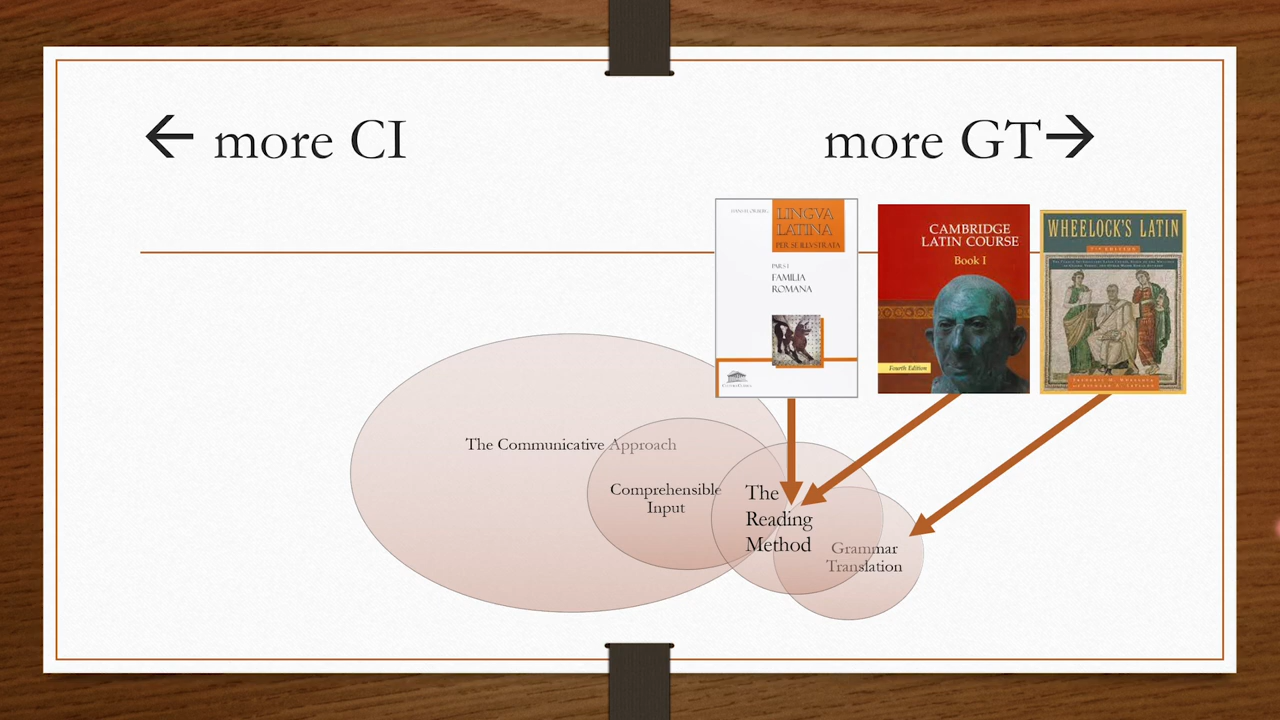 ← more CI
more GT→
LINGVA
LATINA
PER SE ILLVSTRATA
PARS I
FAMILIA
ROMANA
CAMBRIDGE
LATIN COURSE
Book I
Fourth Edition
WHEELOCK'S LATIN
The Communicative Approach
Comprehensible
Input
The
Reading
Method
Grammar
Translation